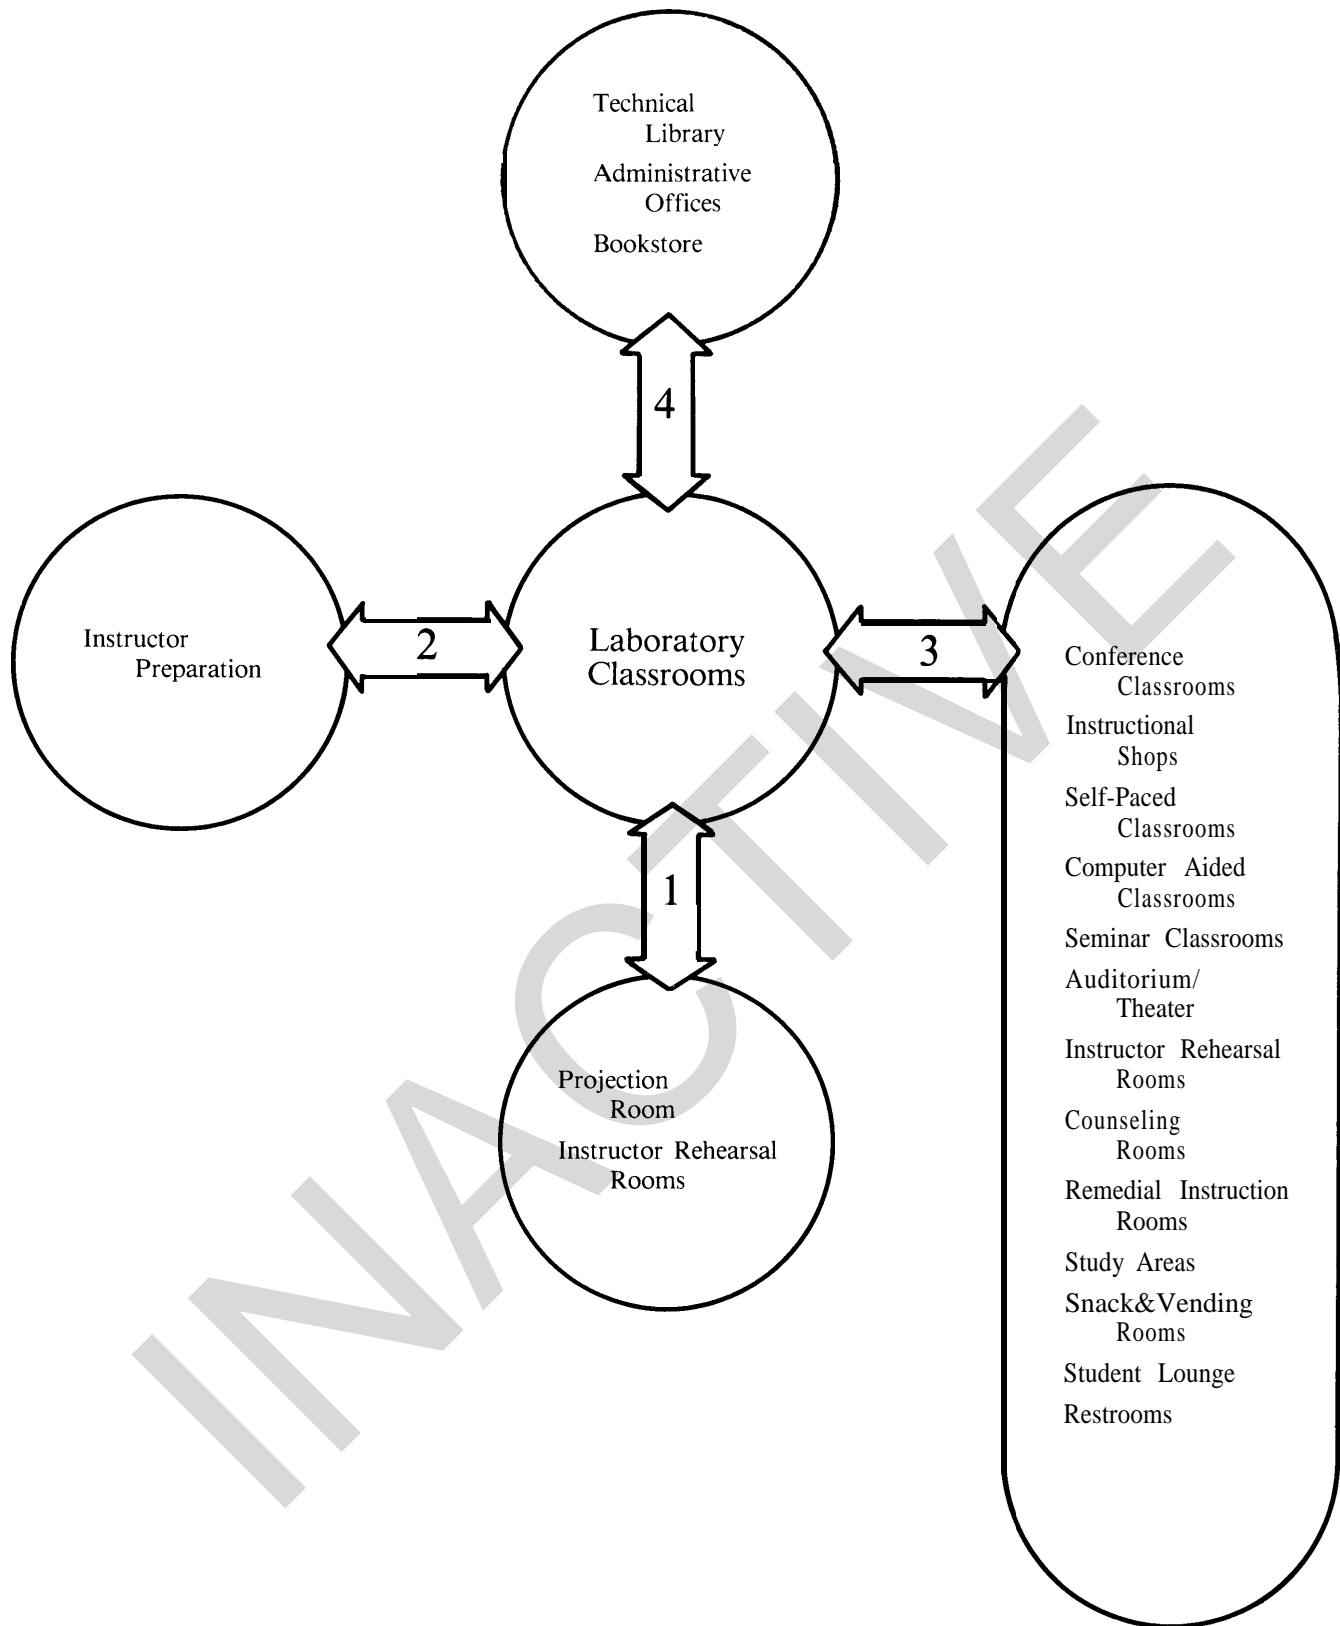 Technical
Library
Administrative
Offices
Bookstore
4
Instructor
Preparation
2
Laboratory
Classrooms
3
Conference
Classrooms
Instructional
Shops
Self-Paced
Classrooms
Computer Aided
Classrooms
Seminar Classrooms
Auditorium/
Theater
Instructor Rehearsal
Rooms
Counseling
Rooms
Remedial Instruction
Rooms
Study Areas
Snack&Vending
Rooms
Student Lounge
Restrooms
1
Projection
Room
Instructor Rehearsal
Rooms
INACTIVE